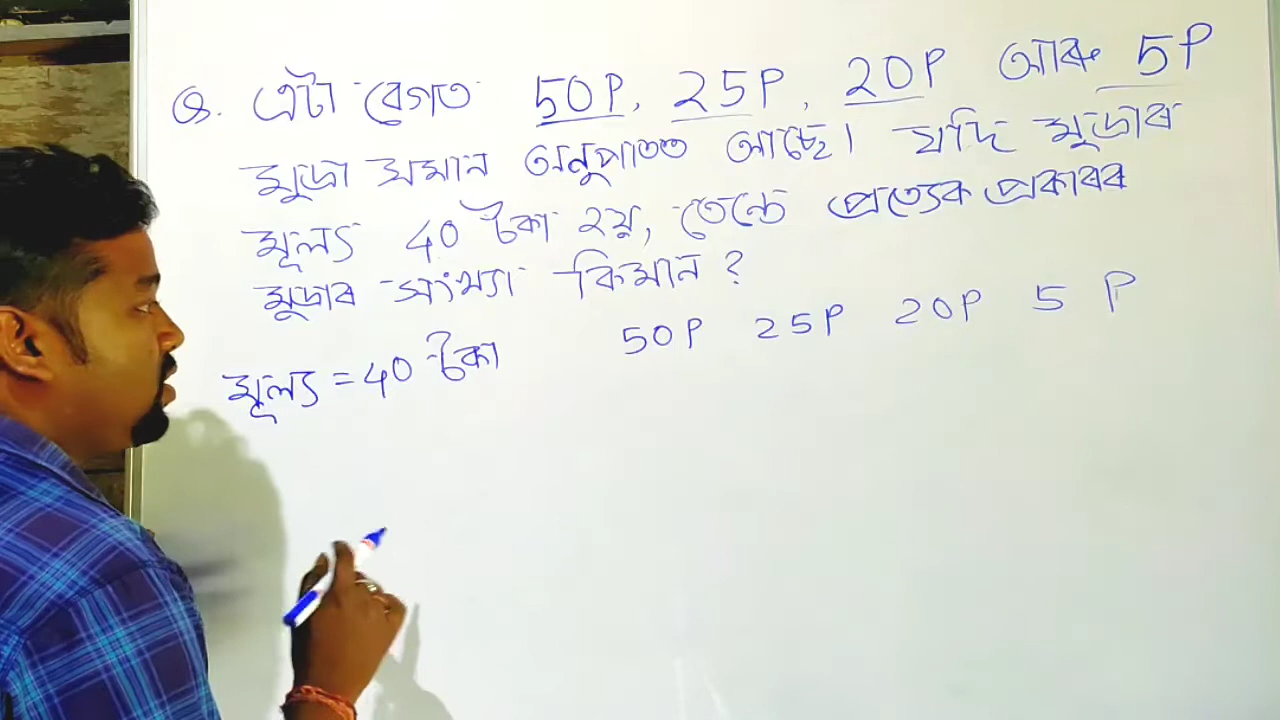 Q. এটা বেগত 50P, 25P, 20P আৰু 5P
মুদ্ৰা সমান অনুপাতত আছে। যদি মুদ্ৰাৰ
মূল্য 40 টকা হয়, তেন্তে প্ৰত্যেক প্ৰকাৰৰ
মুদ্ৰাৰ সংখ্যা কিমান ?
মূল্য = 40 টকা 50P 25P 20P 5 P